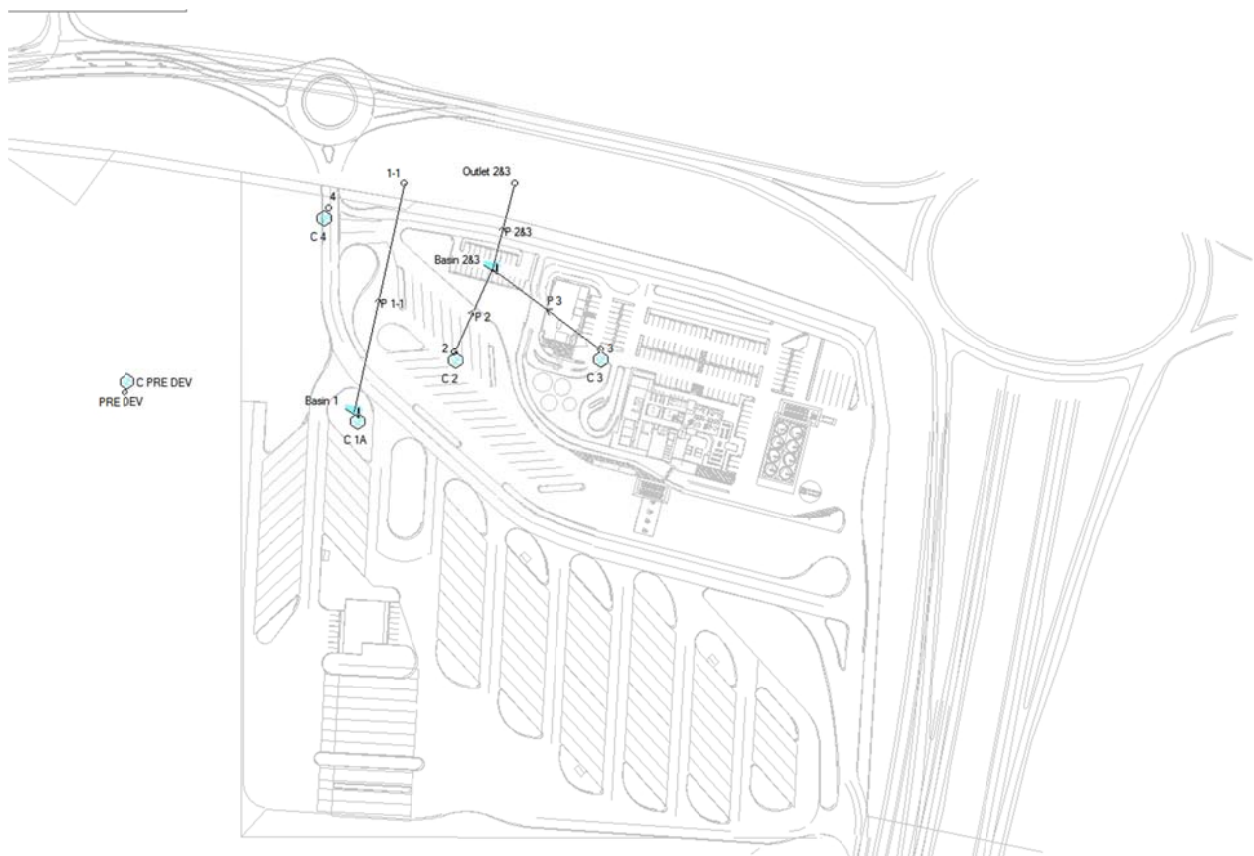 1-1
Outlet 2&3
4
C 4
P 2&3
Basin 2&3
P 1-1
P 3
P 2
2
C 2
3
C 3
C PRE DEV
PRE DEV
Basin 1
C 1A